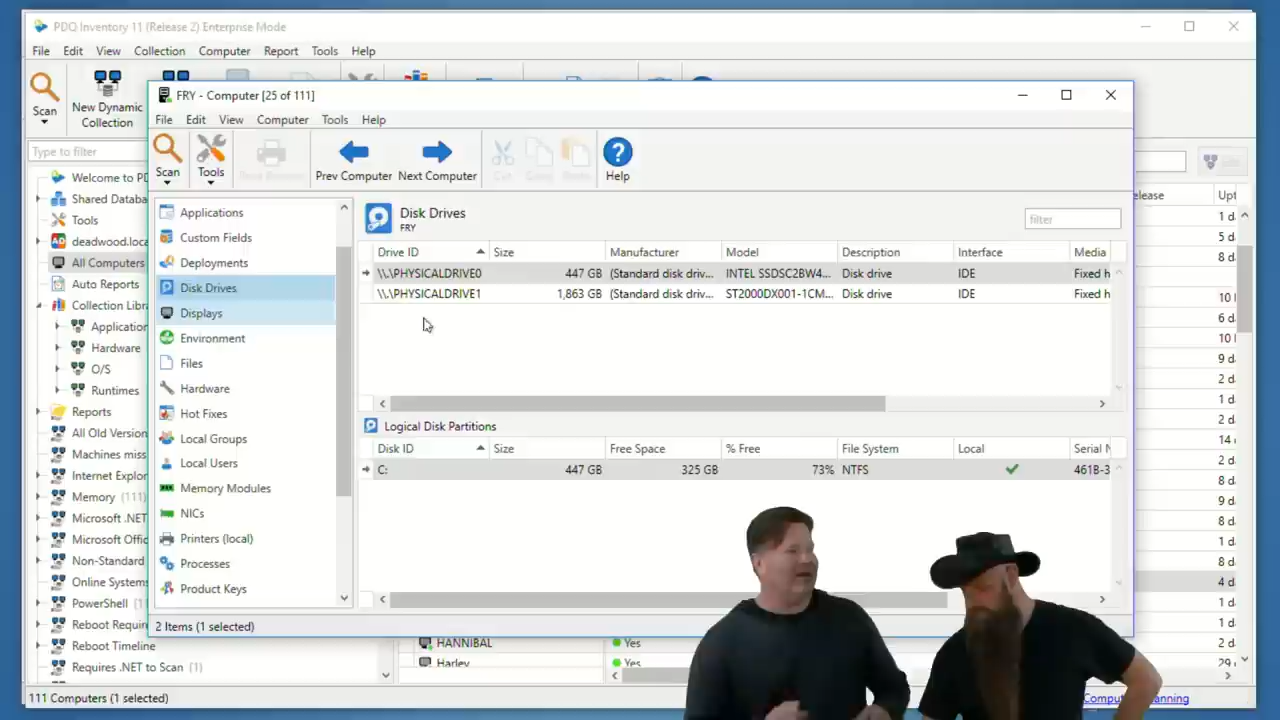 PDQ Inventory 11 (Release 2) Enterprise Mode
File Edit View Collection Computer Report Tools Help
Scan
New Dynamic
Collection
Type to filter
Welcome to PD
Shared Databa
Tools
deadwood.loca
All Computers
Auto Reports
Collection Libra
Application
Hardware
O/S
Runtimes
Reports
All Old Version
Machines miss
Internet Explor
Memory (111)
Microsoft .NET
Microsoft Offic
Non-Standard
Online Systems
PowerShell (11
Reboot Requir
Reboot Timeline
Requires .NET to Scan (1)
FRY - Computer [25 of 111]
File Edit View Computer Tools Help
Scan Tools Prev Computer Next Computer Cut Copy Paste Help
Applications
Custom Fields
Deployments
Disk Drives
Displays
Environment
Files
Hardware
Hot Fixes
Local Groups
Local Users
Memory Modules
NICs
Printers (local)
Processes
Product Keys
Disk Drives
FRY
filter
Drive ID Size Manufacturer Model Description Interface Media
\\.\PHYSICALDRIVE0 447 GB (Standard disk driv... INTEL SSDSC2BW4... Disk drive IDE Fixed h
\\.\PHYSICALDRIVE1 1,863 GB (Standard disk driv... ST2000DX001-1CM... Disk drive IDE Fixed h
Logical Disk Partitions
Disk ID Size Free Space % Free File System Local Serial N
C: 447 GB 325 GB 73% NTFS 461B-3
2 Items (1 selected)
elease Upt
1 d
5 d
8 d
10 l
6 d
10 l
9 d
2 d
1 d
2 d
14
2 d
8 d
9 d
8 d
1 d
8 d
4 d
1 d
1 d
2 d
HANNIBAL Yes
Harley Yes 29
111 Computers (1 selected)
Comput nning